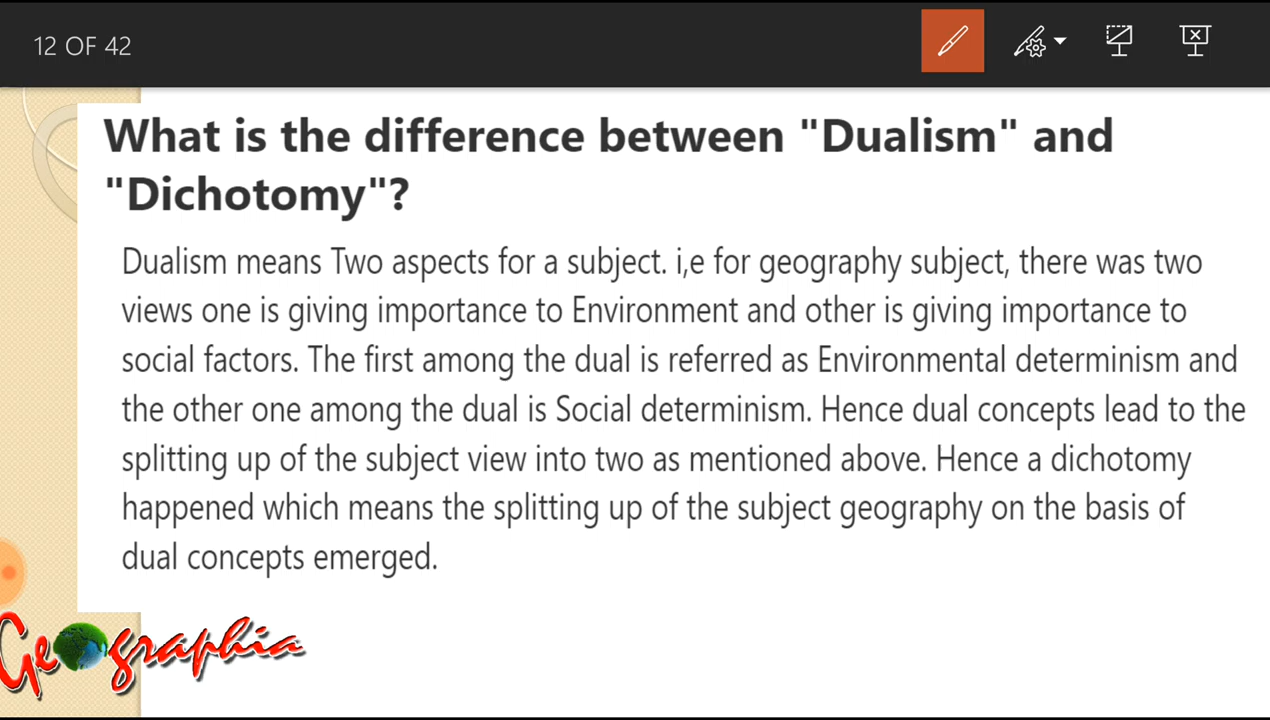 12 OF 42
What is the difference between "Dualism" and
"Dichotomy"?
Dualism means Two aspects for a subject. i,e for geography subject, there was two
views one is giving importance to Environment and other is giving importance to
social factors. The first among the dual is referred as Environmental determinism and
the other one among the dual is Social determinism. Hence dual concepts lead to the
splitting up of the subject view into two as mentioned above. Hence a dichotomy
happened which means the splitting up of the subject geography on the basis of
dual concepts emerged.
Geographia